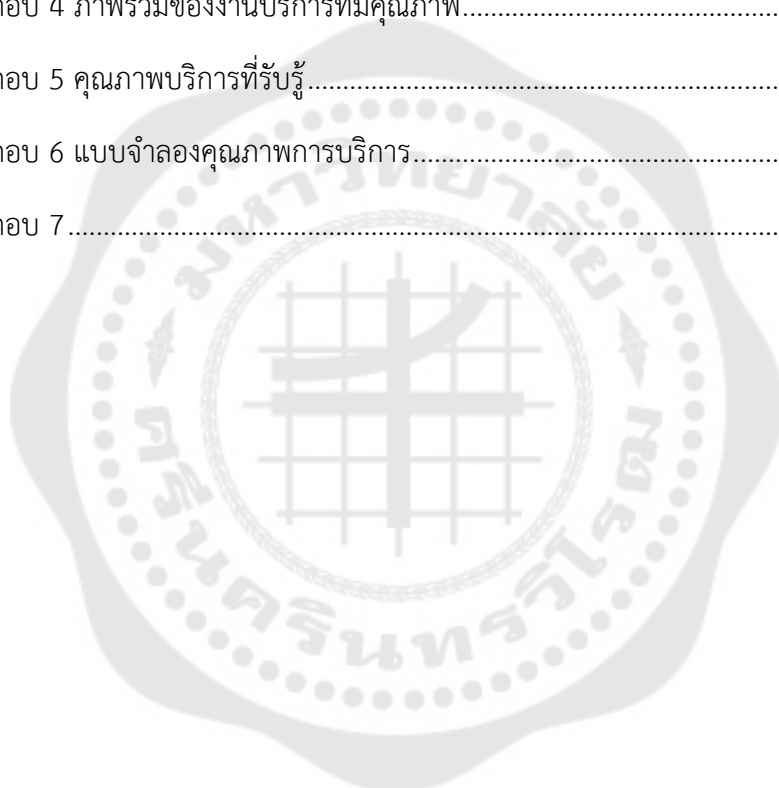 กอบ 4 ภาพรวมของงานบริการที่มีคุณภาพ................................................................
กอบ 5 คุณภาพบริการที่รับรู้................................................................
กอบ 6 แบบจำลองคุณภาพการบริการ................................................................
กอบ 7................................................................
มหาวิทยาลัย
ศรีนครินทรวิโรฒ